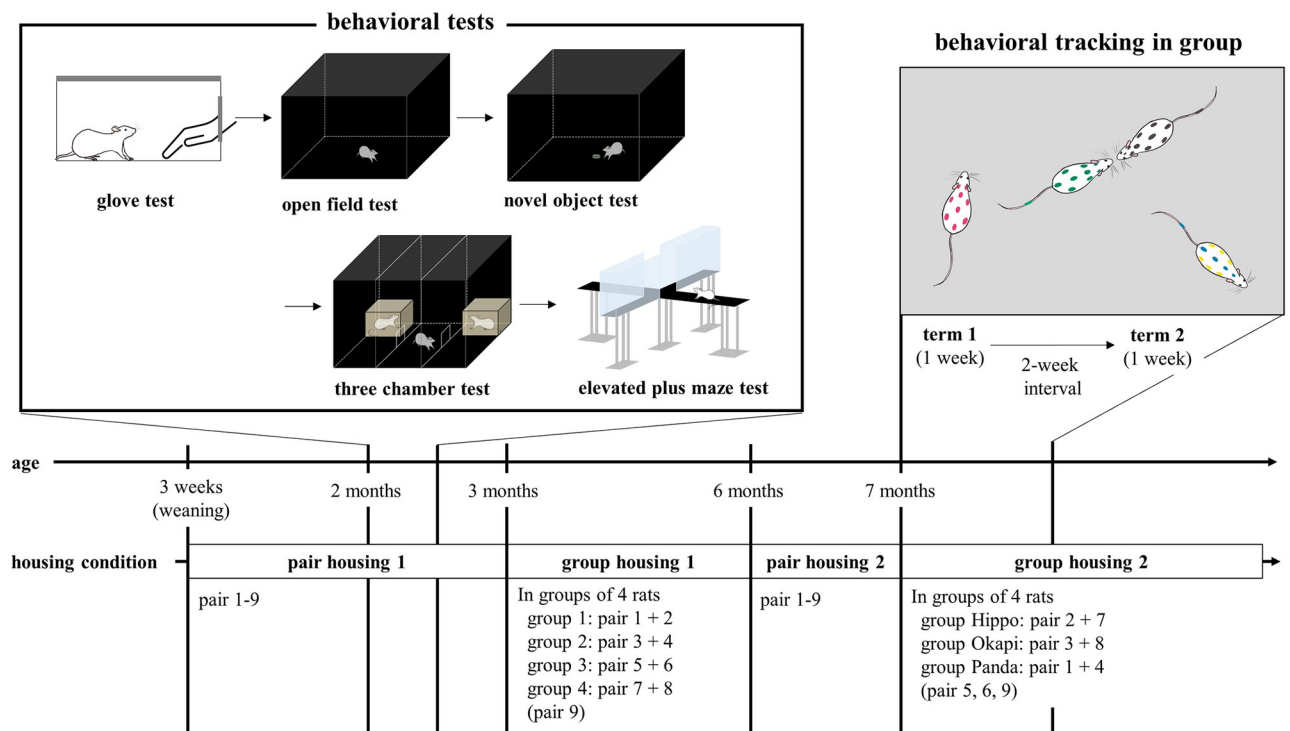 behavioral tests
glove test
open field test
novel object test
three chamber test
elevated plus maze test
behavioral tracking in group
term 1
(1 week)
2-week
interval
term 2
(1 week)
age
3 weeks
(weaning)
2 months
3 months
6 months
7 months
housing condition
pair housing 1
group housing 1
pair housing 2
group housing 2
pair 1-9
In groups of 4 rats
group 1: pair 1 + 2
group 2: pair 3 + 4
group 3: pair 5 + 6
group 4: pair 7 + 8
(pair 9)
pair 1-9
In groups of 4 rats
group Hippo: pair 2 + 7
group Okapi: pair 3 + 8
group Panda: pair 1 + 4
(pair 5, 6, 9)